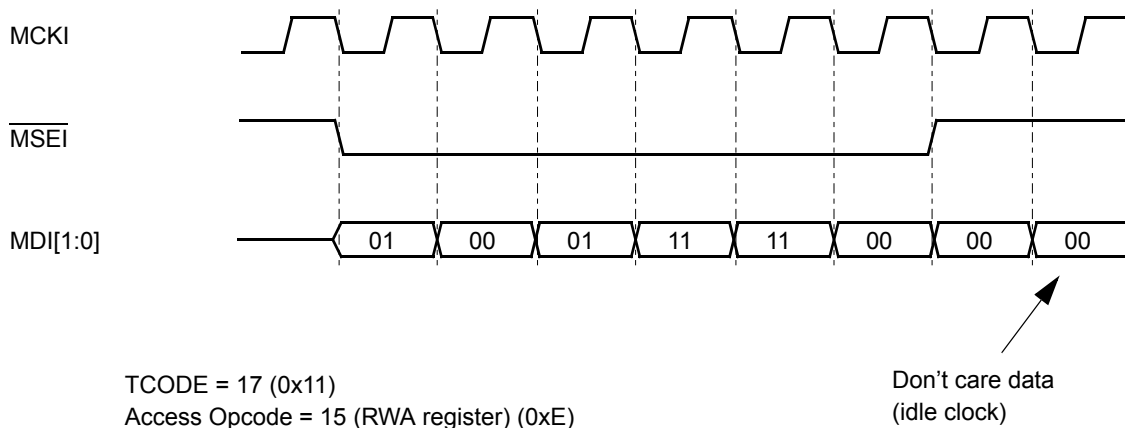 MCKI
MSEI
MDI[1:0]
01 00 01 11 11 00 00 00
TCODE = 17 (0x11)
Access Opcode = 15 (RWA register) (0xE)
Don’t care data
(idle clock)